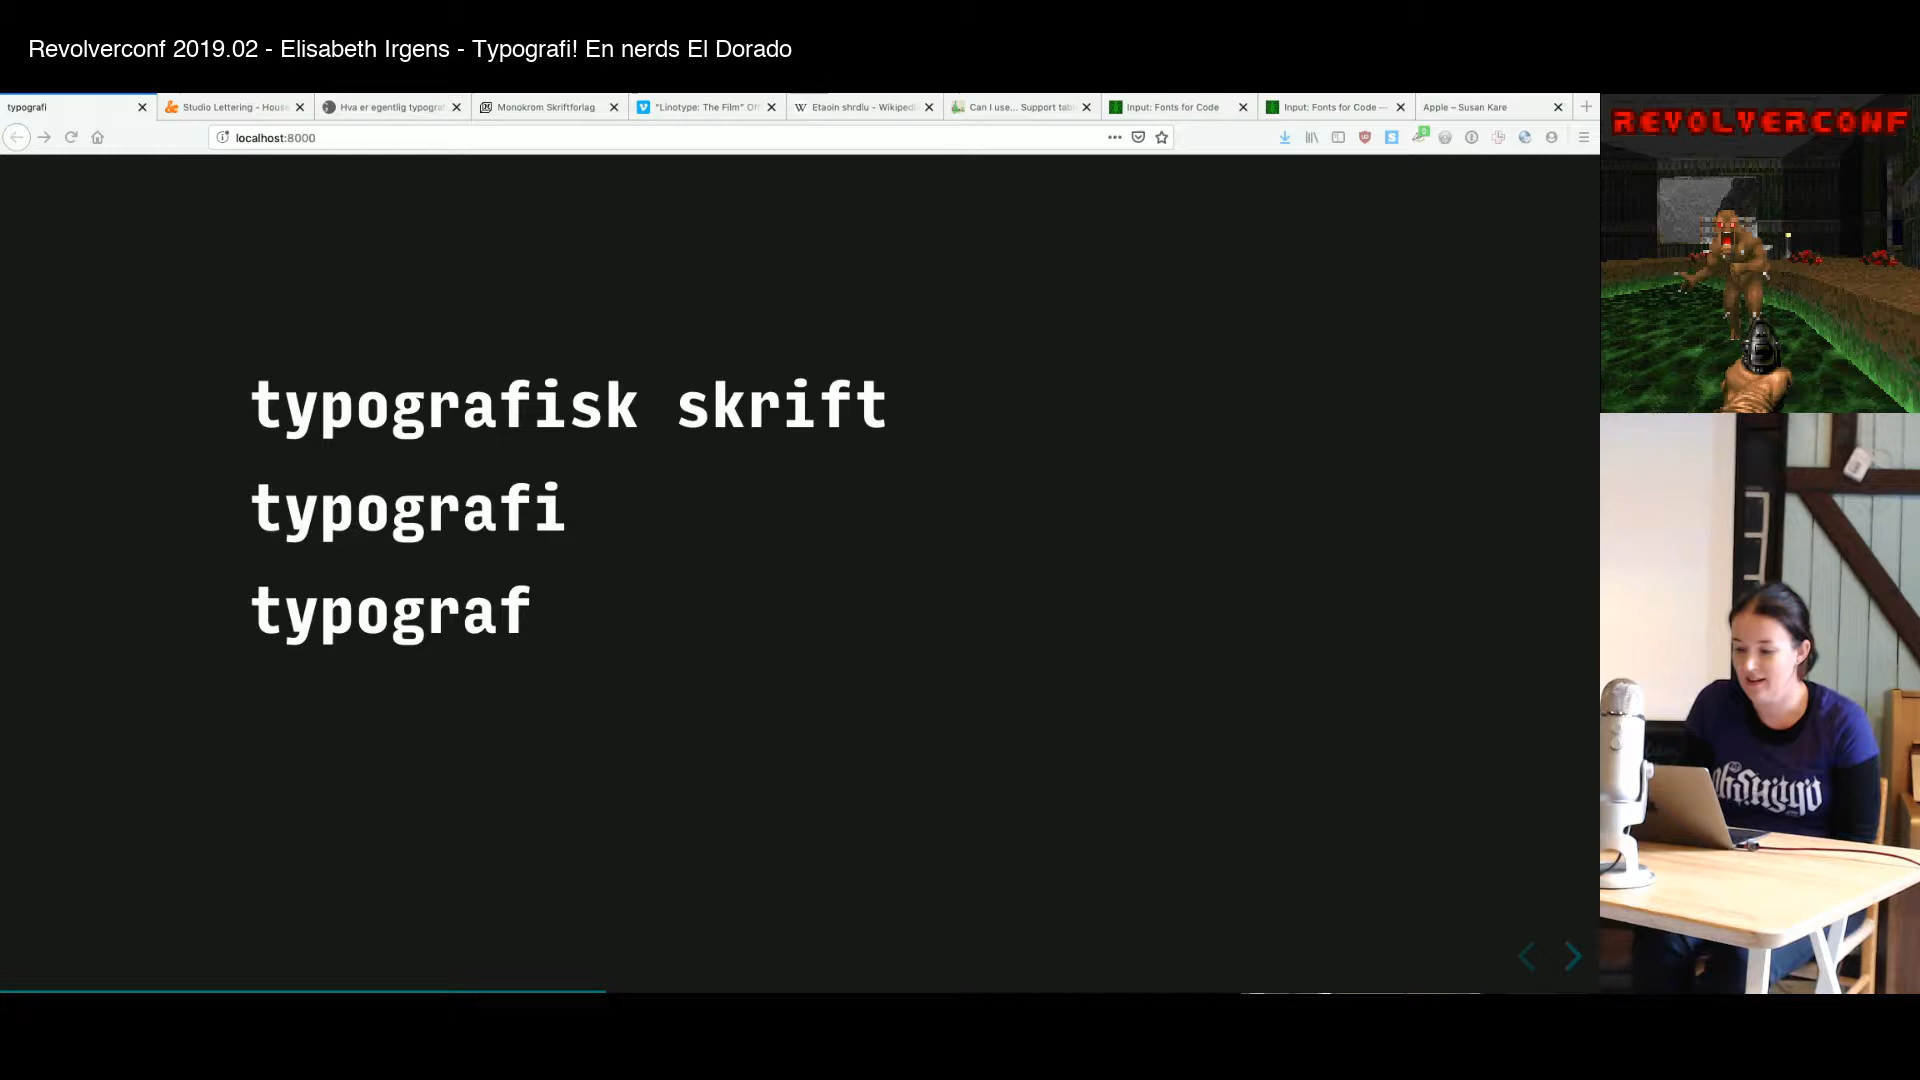 Revolverconf 2019.02 - Elisabeth Irgens - Typografi! En nerds El Dorado
typografi
Studio Lettering - House
Hva er egentlig typograf
Monokrom Skriftforlag
"Linotype: The Film" Of
Etaoin shrdlu - Wikipedi
Can I use... Support tab
Input: Fonts for Code
Input: Fonts for Code —
Apple – Susan Kare
localhost:8000
REVOLVERCONF
typografisk skrift
typografi
typograf